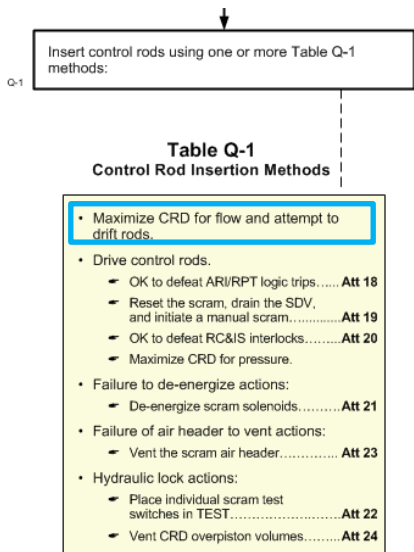 Insert control rods using one or more Table Q-1
methods:
Q-1
Table Q-1
Control Rod Insertion Methods
• Maximize CRD for flow and attempt to
drift rods.
• Drive control rods.
☛ OK to defeat ARI/RPT logic trips...... Att 18
☛ Reset the scram, drain the SDV,
and initiate a manual scram..............Att 19
☛ OK to defeat RC&IS interlocks.........Att 20
☛ Maximize CRD for pressure.
• Failure to de-energize actions:
☛ De-energize scram solenoids..........Att 21
• Failure of air header to vent actions:
☛ Vent the scram air header............... Att 23
• Hydraulic lock actions:
☛ Place individual scram test
switches in TEST..........................Att 22
☛ Vent CRD overpiston volumes.........Att 24